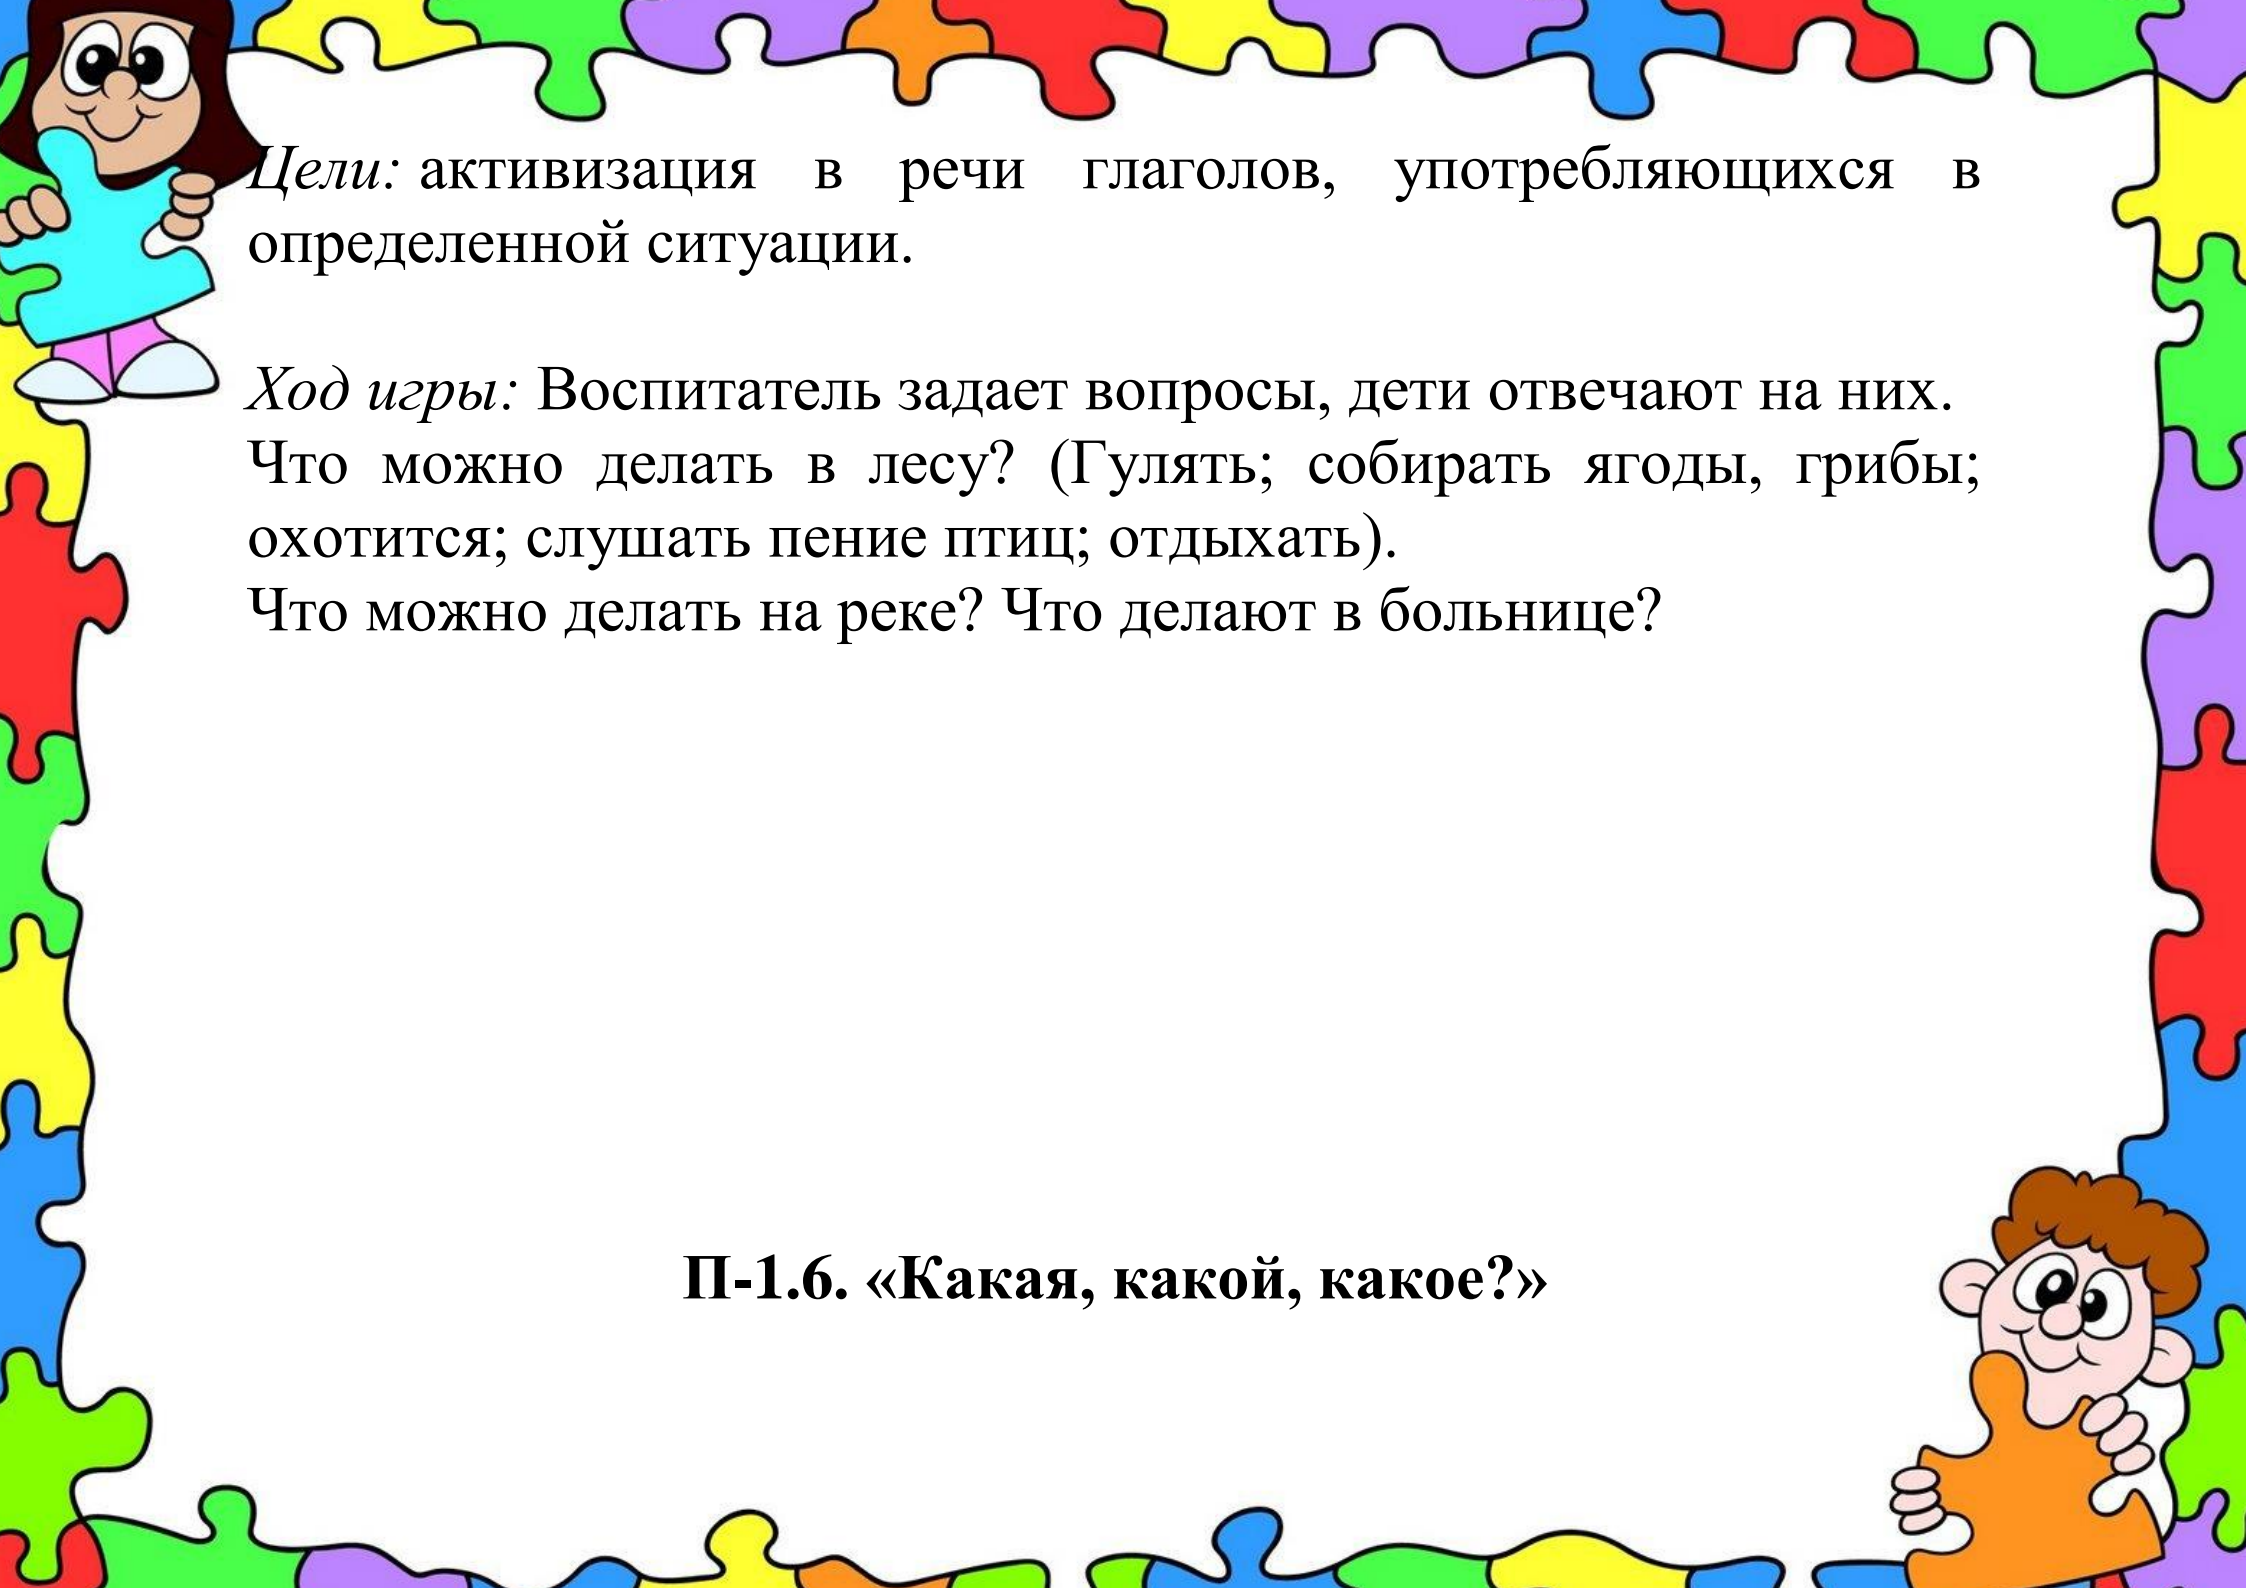 Цели: активизация в речи глаголов, употребляющихся в
определенной ситуации.
Ход игры: Воспитатель задает вопросы, дети отвечают на них.
Что можно делать в лесу? (Гулять; собирать ягоды, грибы;
охотится; слушать пение птиц; отдыхать).
Что можно делать на реке? Что делают в больнице?
П-1.6. «Какая, какой, какое?»